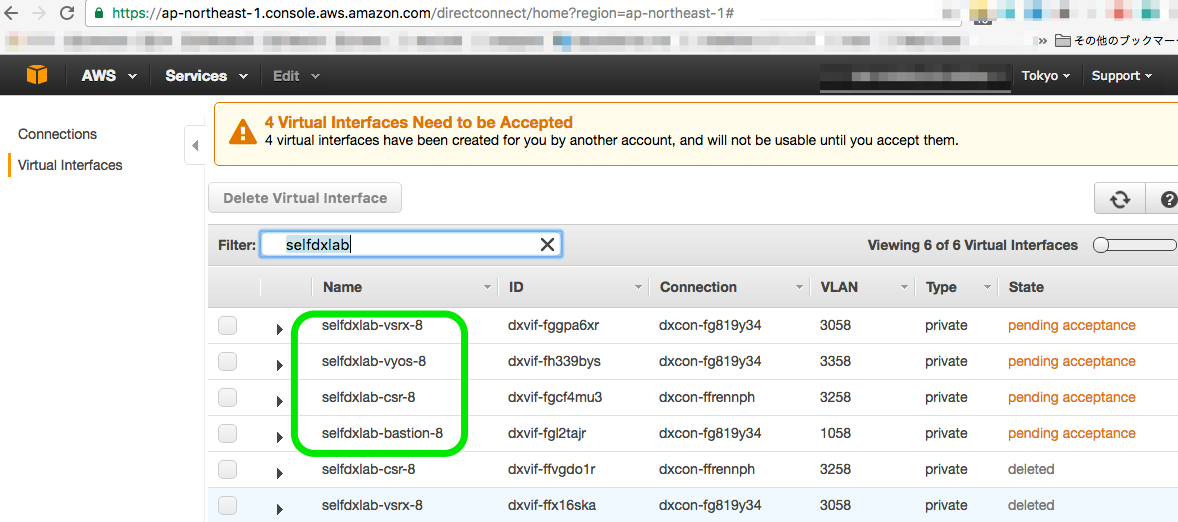 https://ap-northeast-1.console.aws.amazon.com/directconnect/home?region=ap-northeast-1#
» その他のブックマーク
AWS Services Edit Tokyo Support
Connections
Virtual Interfaces
4 Virtual Interfaces Need to be Accepted
4 virtual interfaces have been created for you by another account, and will not be usable until you accept them.
Delete Virtual Interface
Filter: selfdxlab Viewing 6 of 6 Virtual Interfaces
Name ID Connection VLAN Type State
selfdxlab-vsrx-8 dxvif-fggpa6xr dxcon-fg819y34 3058 private pending acceptance
selfdxlab-vyos-8 dxvif-fh339bys dxcon-fg819y34 3358 private pending acceptance
selfdxlab-csr-8 dxvif-fgcf4mu3 dxcon-ffrennph 3258 private pending acceptance
selfdxlab-bastion-8 dxvif-fgl2tajr dxcon-fg819y34 1058 private pending acceptance
selfdxlab-csr-8 dxvif-ffvgdo1r dxcon-ffrennph 3258 private deleted
selfdxlab-vsrx-8 dxvif-ffx16ska dxcon-fg819y34 3058 private deleted